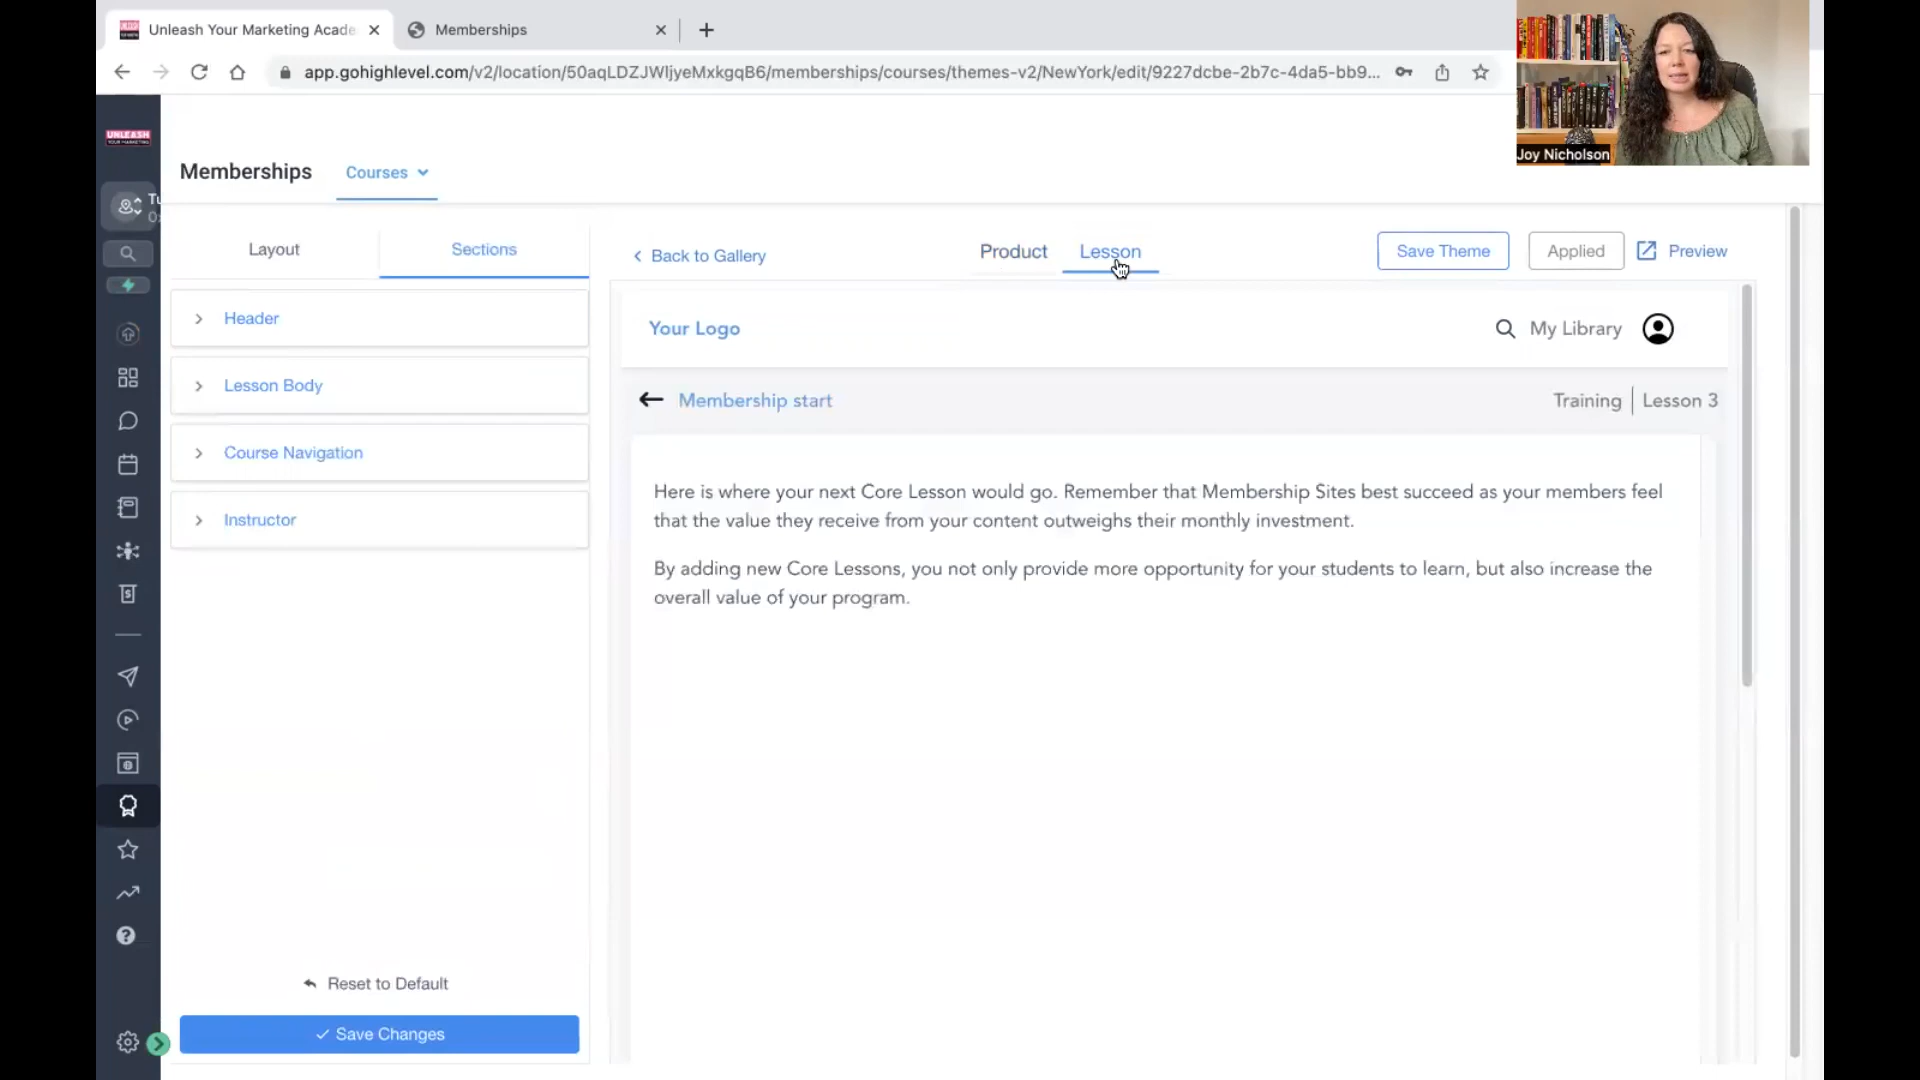 Unleash Your Marketing Acade
Memberships
app.gohighlevel.com/v2/location/50aqLDZJWljyeMxkgqB6/memberships/courses/themes-v2/NewYork/edit/9227dcbe-2b7c-4da5-bb9...
Joy Nicholson
UNLEASH
YOUR MARKETING
Memberships
Courses
Tu
0
Layout
Sections
Back to Gallery
Product
Lesson
Save Theme
Applied
Preview
Header
Lesson Body
Course Navigation
Instructor
Your Logo
My Library
Membership start
Training
Lesson 3
Here is where your next Core Lesson would go. Remember that Membership Sites best succeed as your members feel
that the value they receive from your content outweighs their monthly investment.
By adding new Core Lessons, you not only provide more opportunity for your students to learn, but also increase the
overall value of your program.
Reset to Default
Save Changes